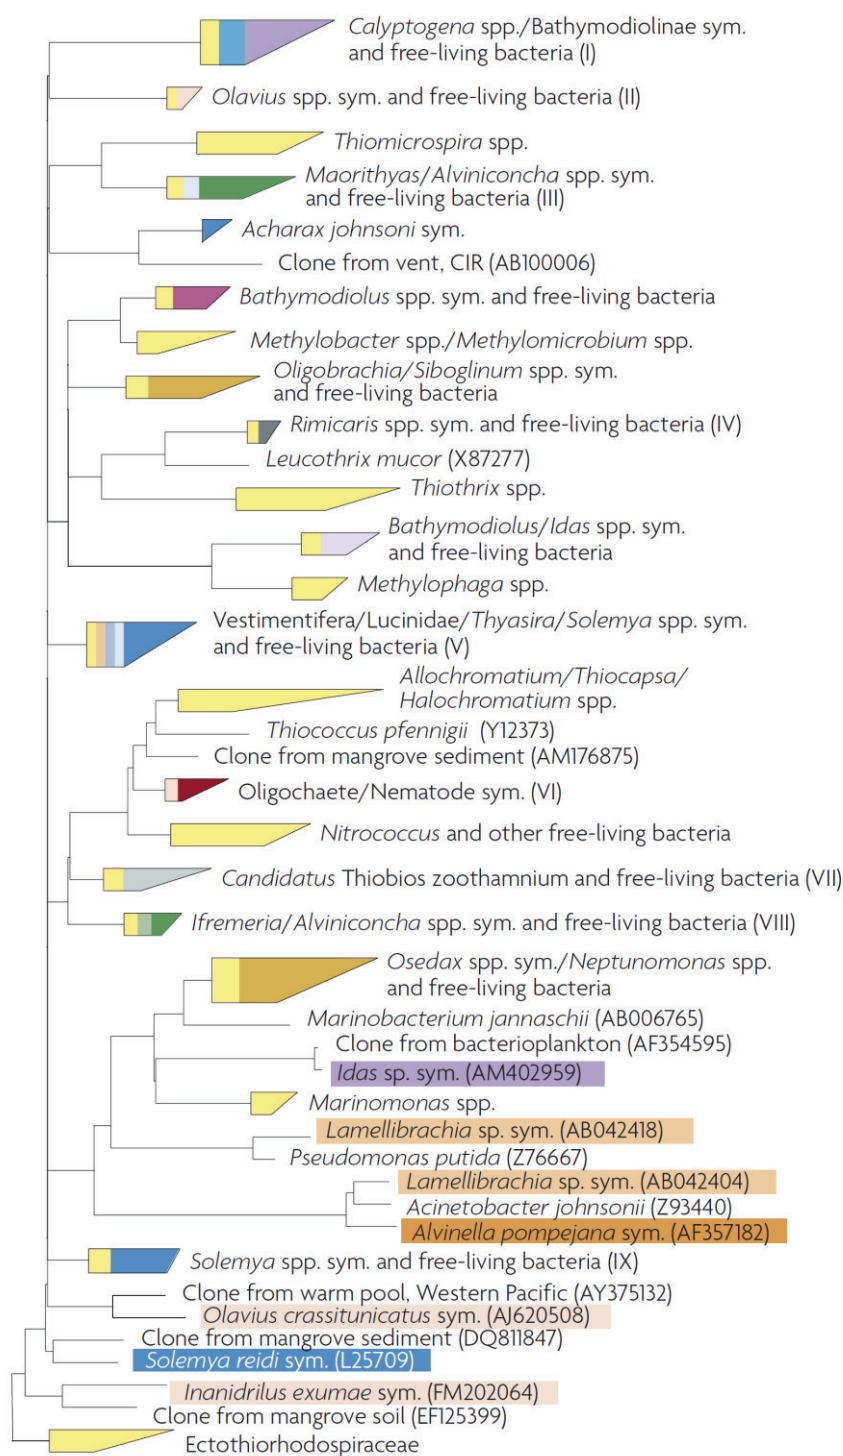 Calyptogena spp./Bathymodiolinae sym.
and free-living bacteria (I)
Olavius spp. sym. and free-living bacteria (II)
Thiomicrospira spp.
Maorithyas/Alviniconcha spp. sym.
and free-living bacteria (III)
Acharax johnsoni sym.
Clone from vent, CIR (AB100006)
Bathymodiolus spp. sym. and free-living bacteria
Methylobacter spp./Methylomicrobium spp.
Oligobrachia/Siboglinum spp. sym.
and free-living bacteria
Rimicaris spp. sym. and free-living bacteria (IV)
Leucothrix mucor (X87277)
Thiothrix spp.
Bathymodiolus/Idas spp. sym.
and free-living bacteria
Methylophaga spp.
Vestimentifera/Lucinidae/Thyasira/Solemya spp. sym.
and free-living bacteria (V)
Allochromatium/Thiocapsa/
Halochromatium spp.
Thiococcus pfennigii (Y12373)
Clone from mangrove sediment (AM176875)
Oligochaete/Nematode sym. (VI)
Nitrococcus and other free-living bacteria
Candidatus Thiobios zoothamnium and free-living bacteria (VII)
Ifremeria/Alviniconcha spp. sym. and free-living bacteria (VIII)
Osedax spp. sym./Neptunomonas spp.
and free-living bacteria
Marinobacterium jannaschii (AB006765)
Clone from bacterioplankton (AF354595)
Idas sp. sym. (AM402959)
Marinomonas spp.
Lamellibrachia sp. sym. (AB042418)
Pseudomonas putida (Z76667)
Lamellibrachia sp. sym. (AB042404)
Acinetobacter johnsonii (Z93440)
Alvinella pompejana sym. (AF357182)
Solemya spp. sym. and free-living bacteria (IX)
Clone from warm pool, Western Pacific (AY375132)
Olavius crassitunicatus sym. (AJ620508)
Clone from mangrove sediment (DQ811847)
Solemya reidi sym. (L25709)
Inanidrilus exumae sym. (FM202064)
Clone from mangrove soil (EF125399)
Ectothiorhodospiraceae